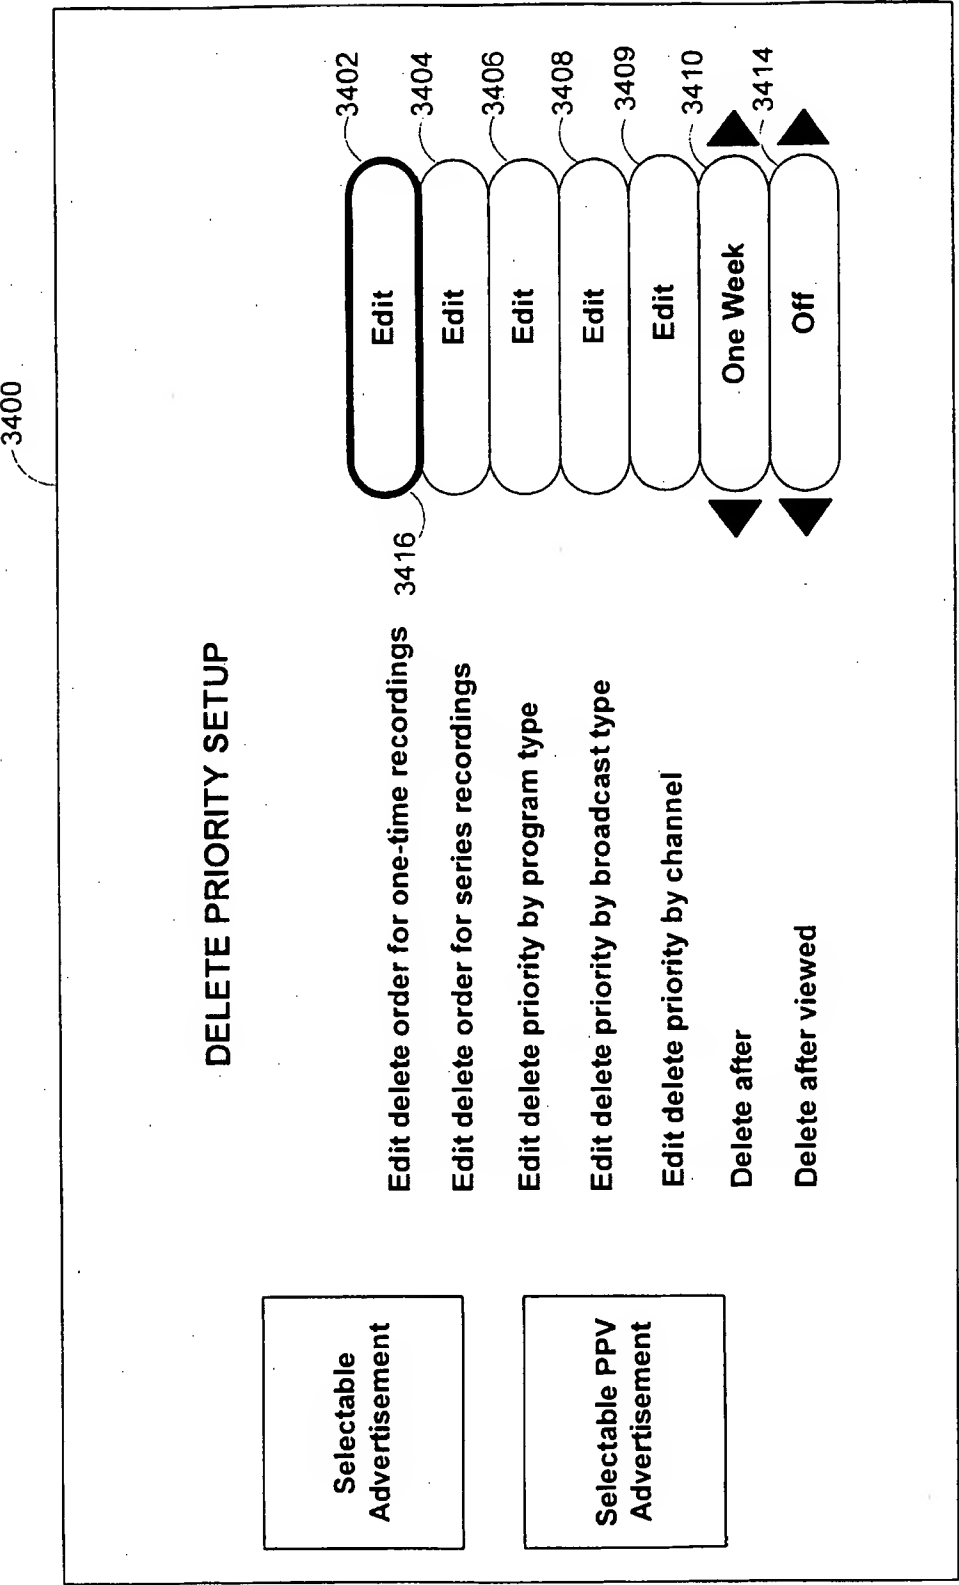 3400
DELETE PRIORITY SETUP
Selectable
Advertisement
Selectable PPV
Advertisement
Edit delete order for one-time recordings
3416
Edit
3402
Edit delete order for series recordings
Edit
3404
Edit delete priority by program type
Edit
3406
Edit delete priority by broadcast type
Edit
3408
Edit delete priority by channel
Edit
3409
Delete after
One Week
3410
Delete after viewed
Off
3414